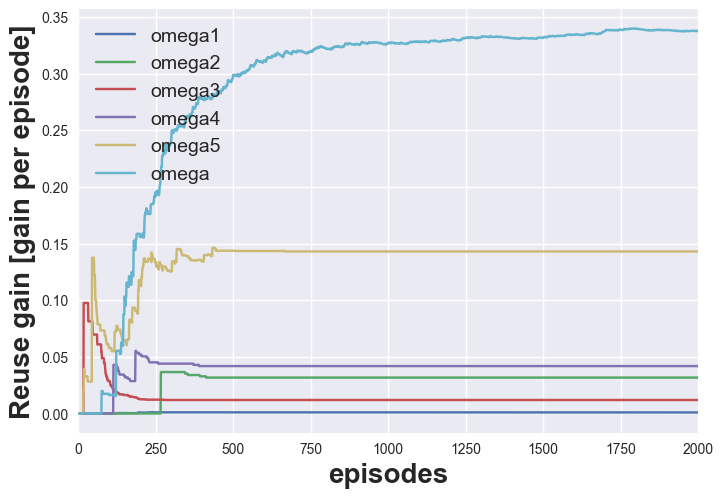 Reuse gain [gain per episode]
0.35
0.30
0.25
0.20
0.15
0.10
0.05
0.00
omega1
omega2
omega3
omega4
omega5
omega
0 250 500 750 1000 1250 1500 1750 2000
episodes